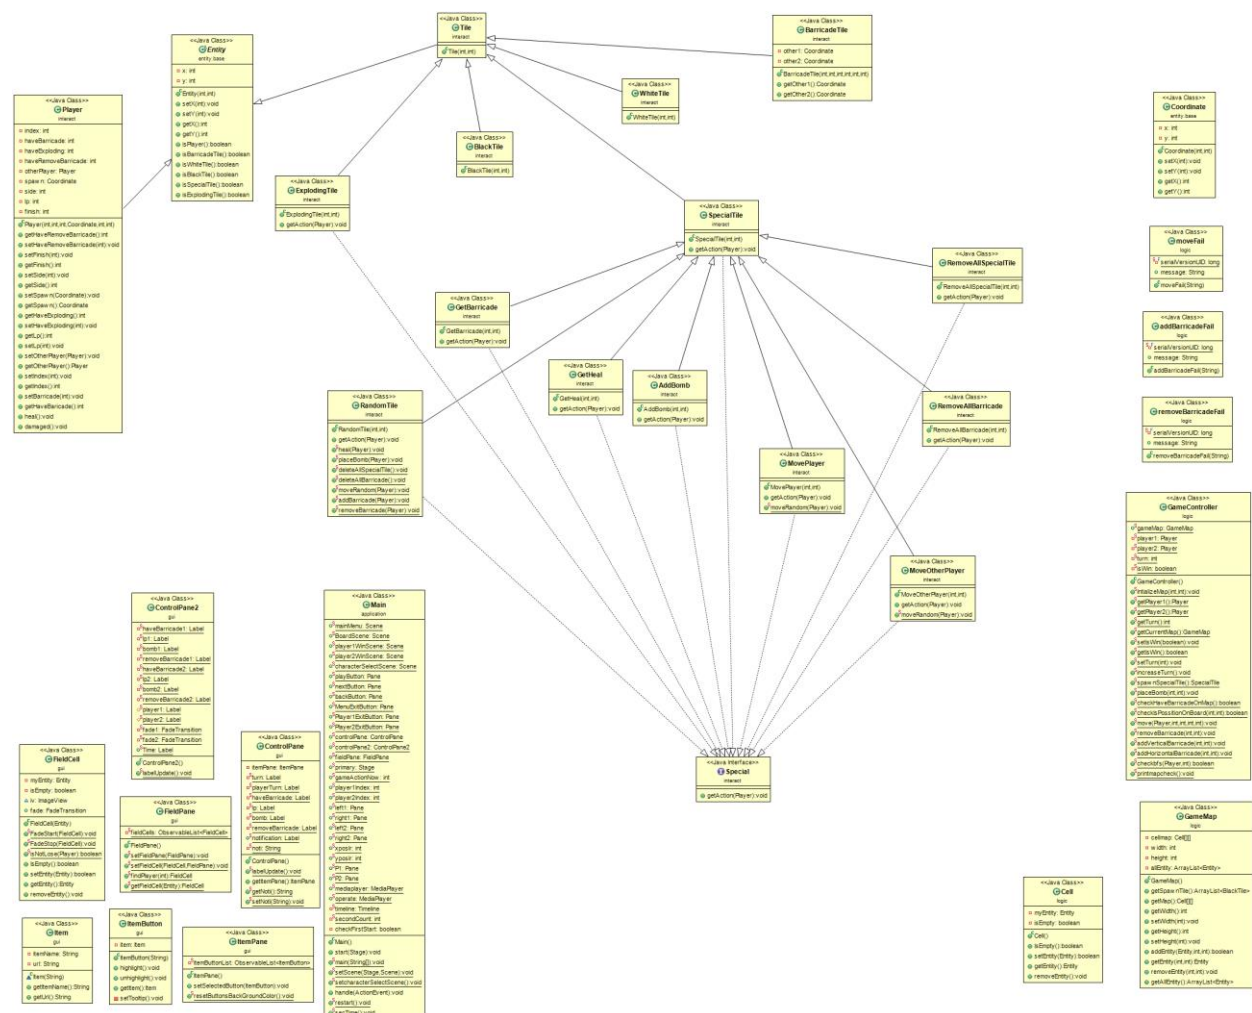 <<Java Class>>
Tile
interact
Tile(int,int)
<<Java Class>>
BarricadeTile
interact
other1: Coordinate
other2: Coordinate
BarricadeTile(int,int,int,int,int,int)
getOther1():Coordinate
getOther2():Coordinate
<<Java Class>>
Entity
entity.base
x: int
y: int
Entity(int,int)
setX(int):void
setY(int):void
getX():int
getY():int
isPlayer():boolean
isBarricadeTile():boolean
isWhiteTile():boolean
isBlackTile():boolean
isSpecialTile():boolean
isExplodingTile():boolean
<<Java Class>>
Player
interact
index: int
haveBarricade: int
haveExploding: int
haveRemoveBarricade: int
otherPlayer: Player
spawn: Coordinate
side: int
lp: int
finish: int
Player(int,int,int,Coordinate,int,int)
getHaveRemoveBarricade():int
setHaveRemoveBarricade(int):void
setFinish(int):void
getFinish():int
setSide(int):void
getSide():int
setSpawn(Coordinate):void
getSpawn():Coordinate
getHaveExploding():int
setHaveExploding(int):void
getLp():int
setLp(int):void
setOtherPlayer(Player):void
getOtherPlayer():Player
setIndex(int):void
getIndex():int
setBarricade(int):void
getHaveBaricade():int
heal():void
damaged():void
<<Java Class>>
WhiteTile
interact
WhiteTile(int,int)
<<Java Class>>
BlackTile
interact
BlackTile(int,int)
<<Java Class>>
ExplodingTile
interact
ExplodingTile(int,int)
getAction(Player):void
<<Java Class>>
SpecialTile
interact
SpecialTile(int,int)
getAction(Player):void
<<Java Class>>
RemoveAllSpecialTile
interact
RemoveAllSpecialTile(int,int)
getAction(Player):void
<<Java Class>>
GetBarricade
interact
GetBarricade(int,int)
getAction(Player):void
<<Java Class>>
GetHeal
interact
GetHeal(int,int)
getAction(Player):void
<<Java Class>>
AddBomb
interact
AddBomb(int,int)
getAction(Player):void
<<Java Class>>
RemoveAllBarricade
interact
RemoveAllBarricade(int,int)
getAction(Player):void
<<Java Class>>
RandomTile
interact
RandomTile(int,int)
getAction(Player):void
heal(Player):void
placeBomb(Player):void
deleteAllSpecialTile():void
deleteAllBarricade():void
moveRandom(Player):void
addBarricade(Player):void
removeBarricade(Player):void
<<Java Class>>
MovePlayer
interact
MovePlayer(int,int)
getAction(Player):void
moveRandom(Player):void
<<Java Class>>
MoveOtherPlayer
interact
MoveOtherPlayer(int,int)
getAction(Player):void
moveRandom(Player):void
<<Java Interface>>
Special
interact
getAction(Player):void
<<Java Class>>
Coordinate
entity.base
x: int
y: int
Coordinate(int,int)
setX(int):void
setY(int):void
getX():int
getY():int
<<Java Class>>
moveFail
logic
serialVersionUID: long
message: String
moveFail(String)
<<Java Class>>
addBarricadeFail
logic
serialVersionUID: long
message: String
addBarricadeFail(String)
<<Java Class>>
removeBarricadeFail
logic
serialVersionUID: long
message: String
removeBarricadeFail(String)
<<Java Class>>
GameController
logic
gameMap: GameMap
player1: Player
player2: Player
turn: int
isWin: boolean
GameController()
intializeMap(int,int):void
getPlayer1():Player
getPlayer2():Player
getTurn():int
getCurrentMap():GameMap
setIsWin(boolean):void
getIsWin():boolean
setTurn(int):void
increaseTurn():void
spawnSpecialTile():SpecialTile
placeBomb(int,int):void
checkHaveBarricadeOnMap():boolean
checkIsPossitionOnBoard(int,int):boolean
move(Player,int,int,int,int):void
removeBarricade(int,int):void
addVerticalBarricade(int,int):void
addHorizontalBarricade(int,int):void
checkbfs(Player,int):boolean
printmapcheck():void
<<Java Class>>
GameMap
logic
cellmap: Cell[][]
width: int
height: int
allEntity: ArrayList<Entity>
GameMap()
getSpawnTile():ArrayList<BlackTile>
getMap():Cell[][]
getWidth():int
setWidth(int):void
getHeight():int
setHeight(int):void
addEntity(Entity,int,int):boolean
getEntity(int,int):Entity
removeEntity(int,int):void
getAllEntity():ArrayList<Entity>
<<Java Class>>
Cell
logic
myEntity: Entity
isEmpty: boolean
Cell()
isEmpty():boolean
setEntity(Entity):boolean
getEntity():Entity
removeEntity():void
<<Java Class>>
ControlPane2
gui
haveBarricade1: Label
lp1: Label
bomb1: Label
removeBarricade1: Label
haveBarricade2: Label
lp2: Label
bomb2: Label
removeBarricade2: Label
player1: Label
player2: Label
fade1: FadeTransition
fade2: FadeTransition
Time: Label
ControlPane2()
labelUpdate():void
<<Java Class>>
Main
application
mainMenu: Scene
BoardScene: Scene
player1WinScene: Scene
player2WinScene: Scene
characterSelectScene: Scene
playButton: Pane
nextButton: Pane
backButton: Pane
MenuExitButton: Pane
Player1ExitButton: Pane
Player2ExitButton: Pane
controlPane: ControlPane
controlPane2: ControlPane2
fieldPane: FieldPane
primary: Stage
gameActionNow: int
player1index: int
player2index: int
left1: Pane
right1: Pane
left2: Pane
right2: Pane
xposir: int
yposir: int
P1: Pane
P2: Pane
mediaplayer: MediaPlayer
operate: MediaPlayer
timeline: Timeline
secondCount: int
checkFirstStart: boolean
Main()
start(Stage):void
main(String[]):void
setScene(Stage,Scene):void
setcharacterSelectScene():void
handle(ActionEvent):void
restart():void
<<Java Class>>
FieldCell
gui
myEntity: Entity
isEmpty: boolean
iv: ImageView
fade: FadeTransition
FieldCell(Entity)
FadeStart(FieldCell):void
FadeStop(FieldCell):void
isNotLose(Player):boolean
isEmpty():boolean
setEntity(Entity):boolean
getEntity():Entity
removeEntity():void
<<Java Class>>
FieldPane
gui
fieldCells: ObservableList<FieldCell>
FieldPane()
setFieldPane(FieldPane):void
setFieldCell(FieldCell,FieldPane):void
findPlayer(int):FieldCell
getFieldCell(Entity):FieldCell
<<Java Class>>
ControlPane
gui
itemPane: ItemPane
turn: Label
playerTurn: Label
haveBarricade: Label
lp: Label
bomb: Label
removeBarricade: Label
notification: Label
noti: String
ControlPane()
labelUpdate():void
getItemPane():ItemPane
getNoti():String
setNoti(String):void
<<Java Class>>
Item
gui
itemName: String
url: String
Item(String)
getItemName():String
getUrl():String
<<Java Class>>
ItemButton
gui
item: Item
ItemButton(String)
highlight():void
unhighlight():void
getItem():Item
setTooltip():void
<<Java Class>>
ItemPane
gui
itemButtonList: ObservableList<ItemButton>
ItemPane()
setSelectedButton(ItemButton):void
resetButtonsBackGroundColor():void